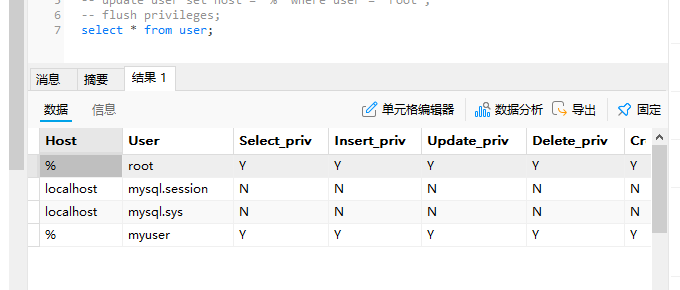 5 -- update user set host = '%' where user = 'root';
6 -- flush privileges;
7 select * from user;
消息 摘要 结果 1
数据 信息 单元格编辑器 数据分析 导出 固定
Host User Select_priv Insert_priv Update_priv Delete_priv Cr
% root Y Y Y Y Y
localhost mysql.session N N N N N
localhost mysql.sys N N N N N
% myuser Y Y Y Y Y